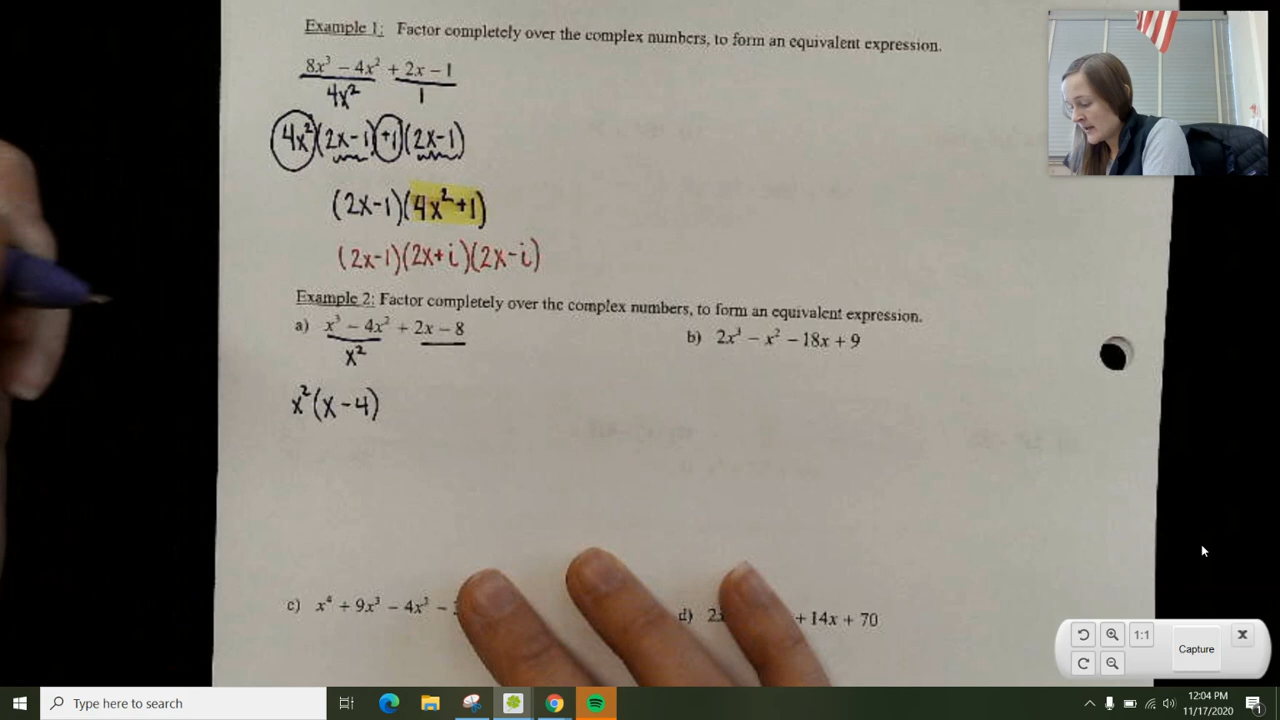 Example 1: Factor completely over the complex numbers, to form an equivalent expression.
8x³ − 4x² + 2x − 1
4x² 1
4x²(2x-1)+1(2x-1)
(2x-1)(4x²+1)
(2x-1)(2x+i)(2x-i)
Example 2: Factor completely over the complex numbers, to form an equivalent expression.
a) x³ − 4x² + 2x − 8
b) 2x³ − x² − 18x + 9
x²
x²(x-4)
c) x⁴ + 9x³ − 4x² −
d) 2 + 14x + 70
1:1
Capture
Type here to search
12:04 PM
11/17/2020
1